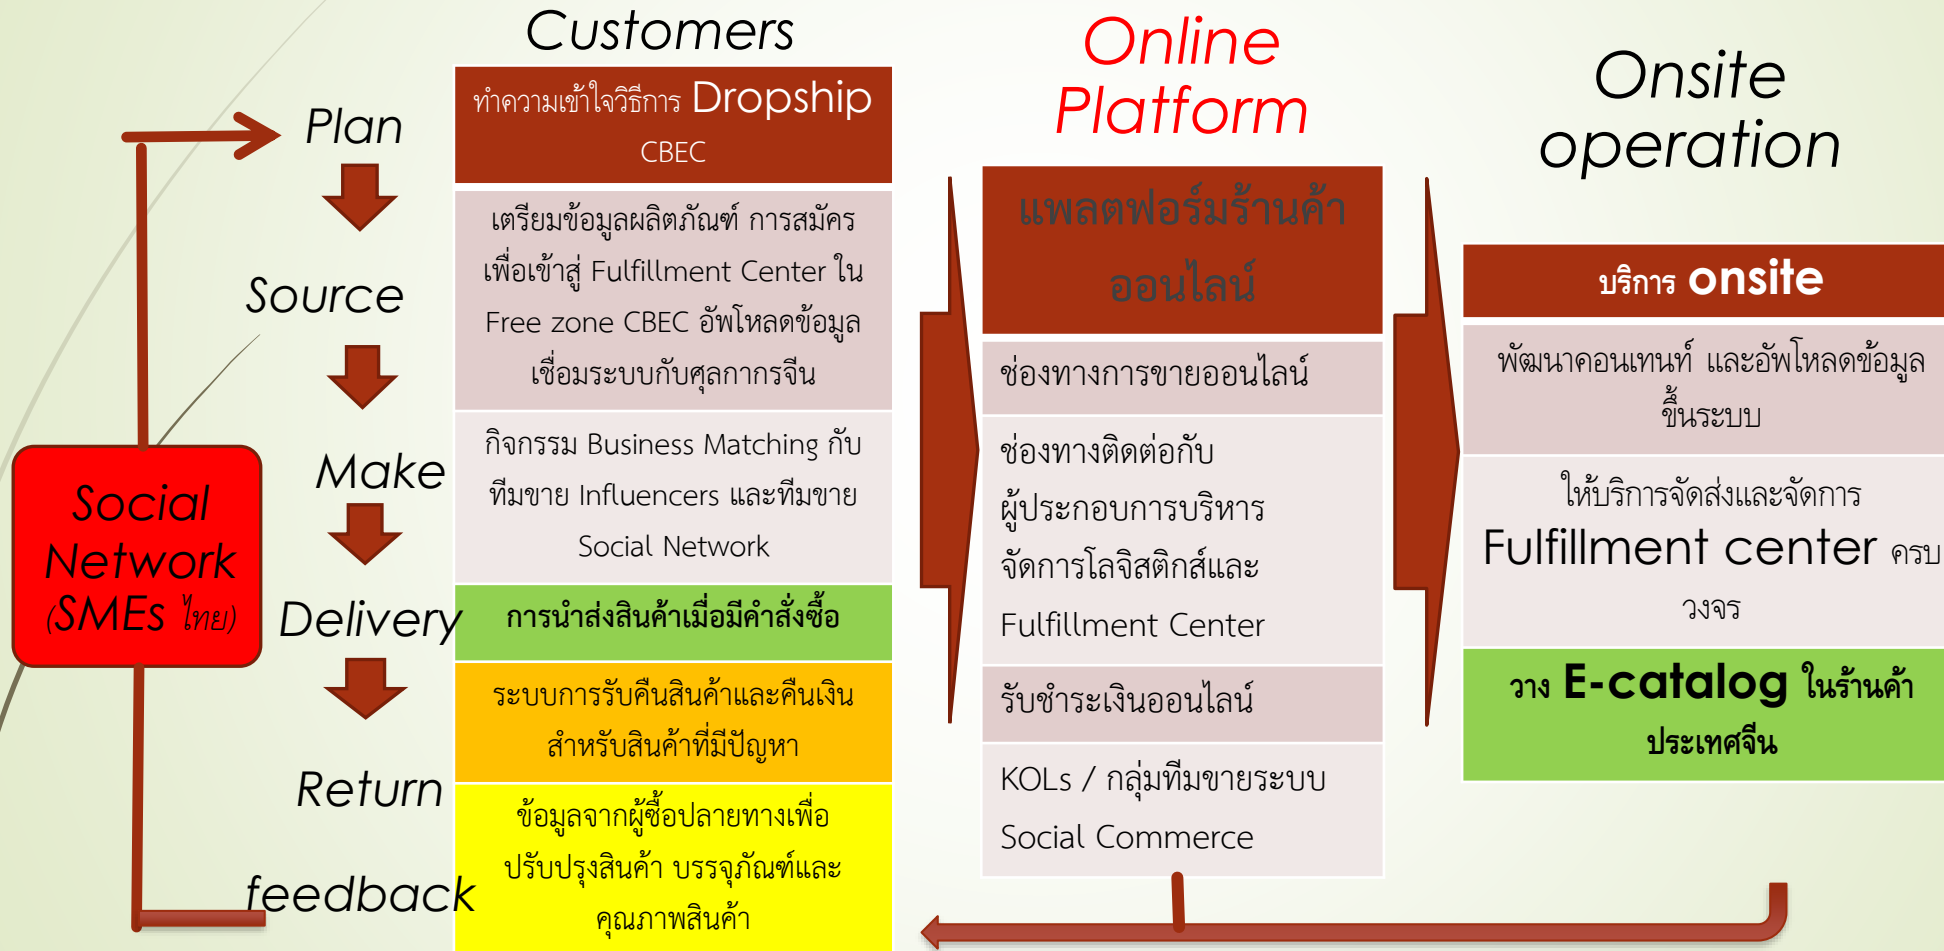 Customers
Online
Platform
Onsite
operation
Plan
Source
Make
Delivery
Return
feedback
Social
Network
(SMEs ไทย)
ทำความเข้าใจวิธีการ Dropship
CBEC
เตรียมข้อมูลผลิตภัณฑ์ การสมัคร
เพื่อเข้าสู่ Fulfillment Center ใน
Free zone CBEC อัพโหลดข้อมูล
เชื่อมระบบกับศุลกากรจีน
กิจกรรม Business Matching กับ
ทีมขาย Influencers และทีมขาย
Social Network
การนำส่งสินค้าเมื่อมีคำสั่งซื้อ
ระบบการรับคืนสินค้าและคืนเงิน
สำหรับสินค้าที่มีปัญหา
ข้อมูลจากผู้ซื้อปลายทางเพื่อ
ปรับปรุงสินค้า บรรจุภัณฑ์และ
คุณภาพสินค้า
แพลตฟอร์มร้านค้า
ออนไลน์
ช่องทางการขายออนไลน์
ช่องทางติดต่อกับ
ผู้ประกอบการบริหาร
จัดการโลจิสติกส์และ
Fulfillment Center
รับชำระเงินออนไลน์
KOLs / กลุ่มทีมขายระบบ
Social Commerce
บริการ onsite
พัฒนาคอนเทนท์ และอัพโหลดข้อมูล
ขึ้นระบบ
ให้บริการจัดส่งและจัดการ
Fulfillment center ครบ
วงจร
วาง E-catalog ในร้านค้า
ประเทศจีน